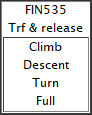 FIN535
Trf & release
Climb
Descent
Turn
Full